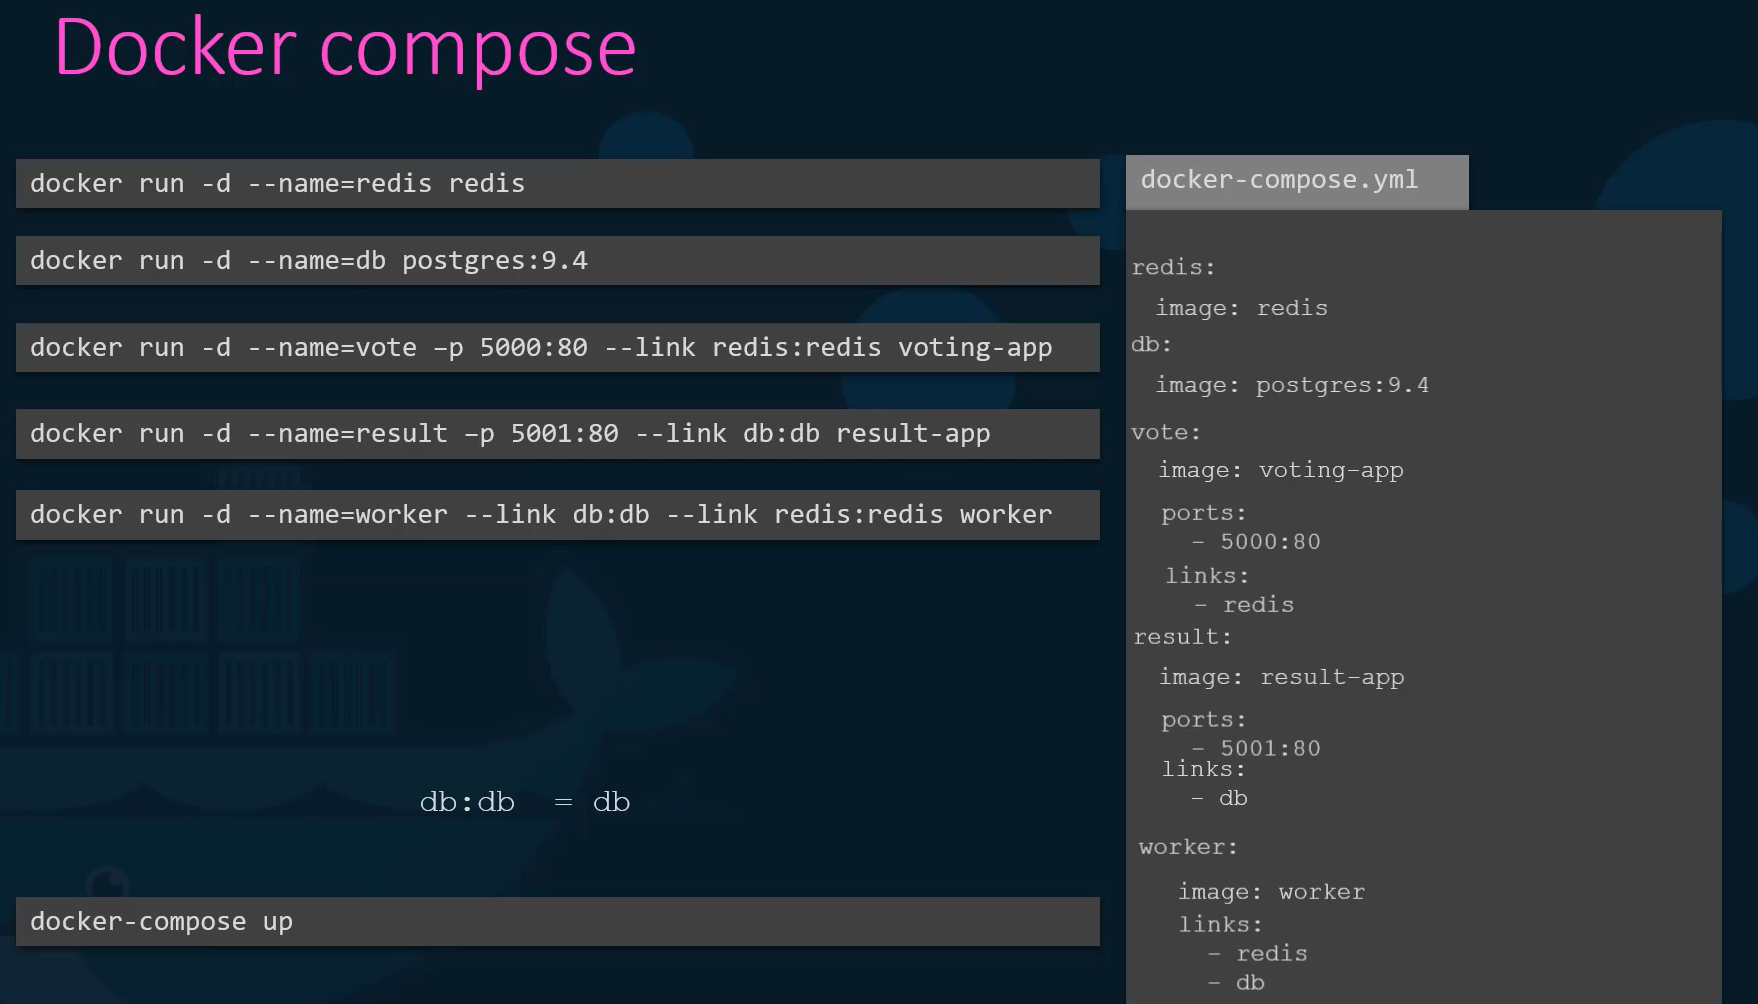 Docker compose
docker run -d --name=redis redis
docker run -d --name=db postgres:9.4
docker run -d --name=vote –p 5000:80 --link redis:redis voting-app
docker run -d --name=result –p 5001:80 --link db:db result-app
docker run -d --name=worker --link db:db --link redis:redis worker
db:db = db
docker-compose up
docker-compose.yml
redis:
image: redis
db:
image: postgres:9.4
vote:
image: voting-app
ports:
- 5000:80
links:
- redis
result:
image: result-app
ports:
- 5001:80
links:
- db
worker:
image: worker
links:
- redis
- db